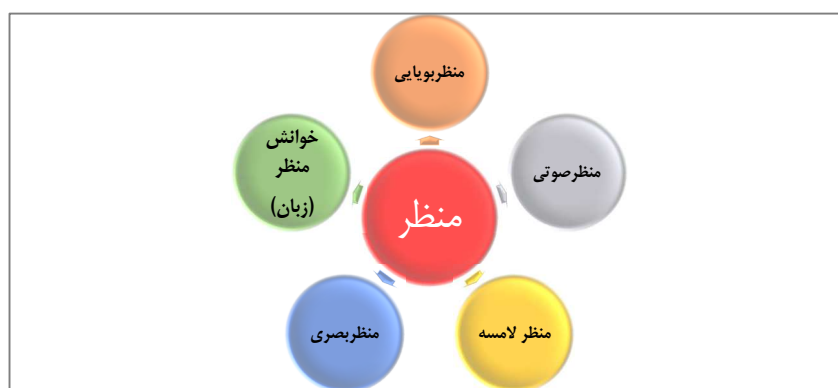 منظربویایی
منظرصوتی
خوانش
منظر
(زبان)
منظر
منظربصری
منظر لامسه